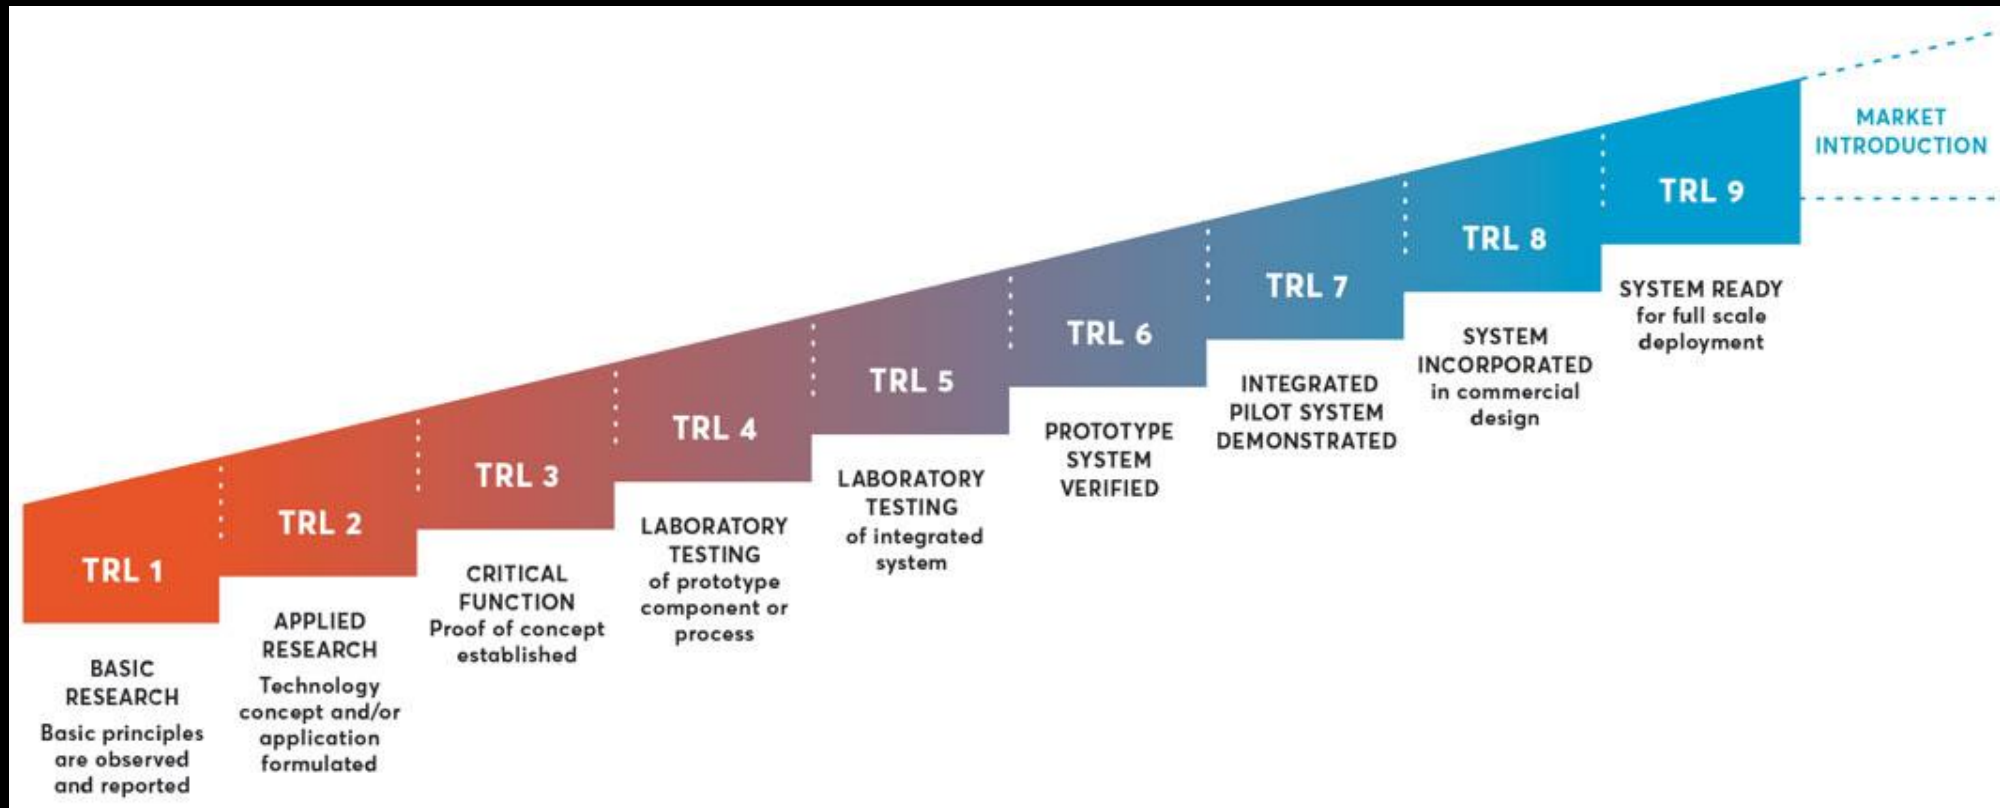 TRL 1
BASIC
RESEARCH
Basic principles
are observed
and reported
TRL 2
APPLIED
RESEARCH
Technology
concept and/or
application
formulated
TRL 3
CRITICAL
FUNCTION
Proof of concept
established
TRL 4
LABORATORY
TESTING
of prototype
component or
process
TRL 5
LABORATORY
TESTING
of integrated
system
TRL 6
PROTOTYPE
SYSTEM
VERIFIED
TRL 7
INTEGRATED
PILOT SYSTEM
DEMONSTRATED
TRL 8
SYSTEM
INCORPORATED
in commercial
design
TRL 9
SYSTEM READY
for full scale
deployment
MARKET
INTRODUCTION